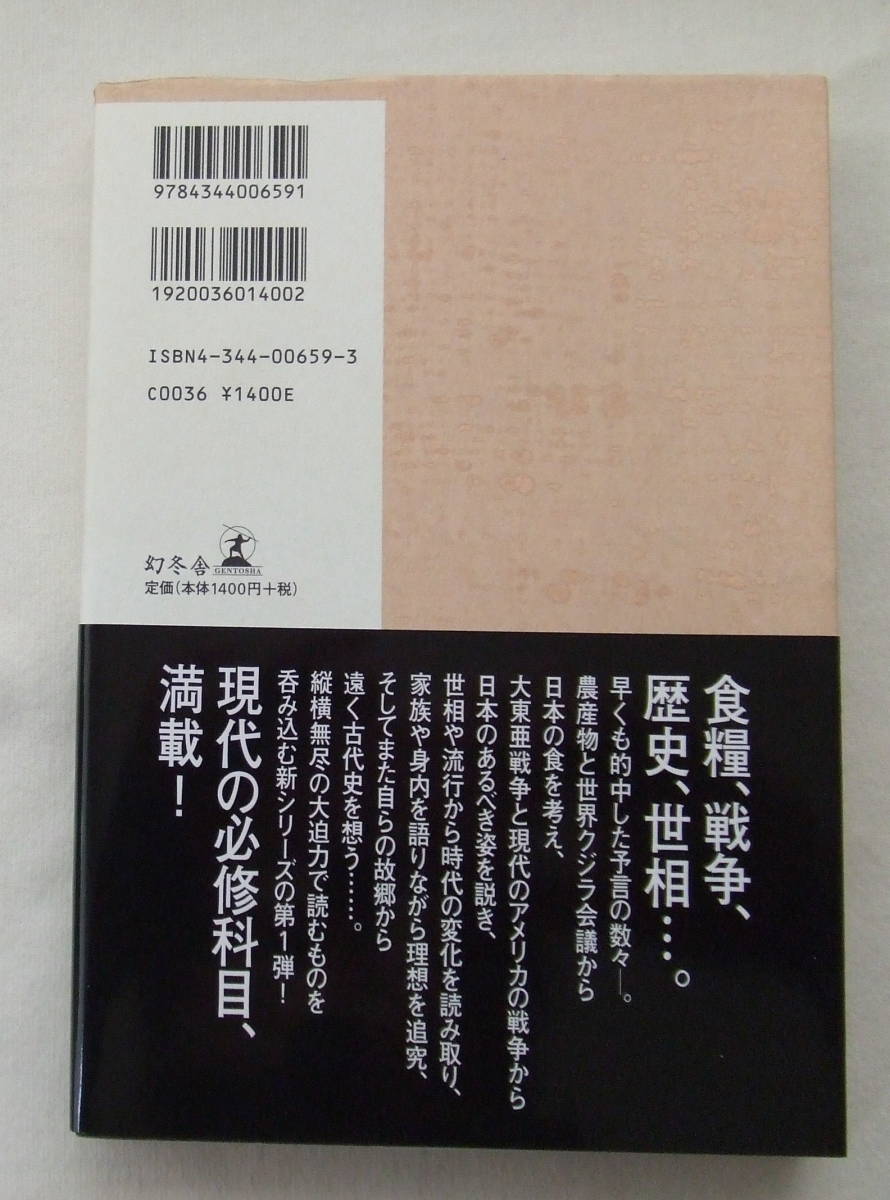 9784344006591
1920036014002
ISBN4-344-00659-3
C0036 ¥1400E
幻冬舎
GENTOSHA
定価(本体1400円+税)
食糧、戦争、
歴史、世相…。
早くも的中した予言の数々―。
農産物と世界クジラ会議から
日本の食を考え、
大東亜戦争と現代のアメリカの戦争から
日本のあるべき姿を説き、
世相や流行から時代の変化を読み取り、
家族や身内を語りながら理想を追究、
そしてまた自らの故郷から
遠く古代史を想う……。
縦横無尽の大迫力で読むものを
呑み込む新シリーズの第1弾!
現代の必修科目、
満載!